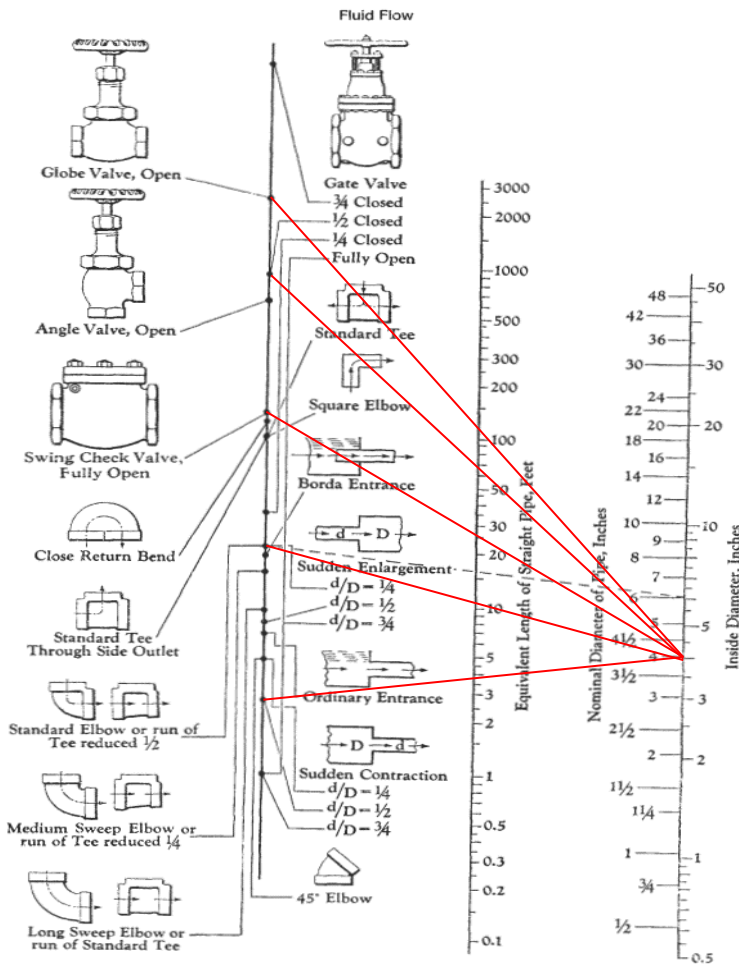 Fluid Flow
Globe Valve, Open
Angle Valve, Open
Swing Check Valve,
Fully Open
Close Return Bend
Standard Tee
Through Side Outlet
Standard Elbow or run of
Tee reduced ½
Medium Sweep Elbow or
run of Tee reduced ¼
Long Sweep Elbow or
run of Standard Tee
Gate Valve
¾ Closed
½ Closed
¼ Closed
Fully Open
Standard Tee
Square Elbow
Borda Entrance
d D
Sudden Enlargement
d/D = ¼
d/D = ½
d/D = ¾
Ordinary Entrance
D d
Sudden Contraction
d/D = ¼
d/D = ½
d/D = ¾
45° Elbow
3000
2000
1000
500
300
200
100
50
30
20
10
5
3
2
1
0.5
0.3
0.2
0.1
Equivalent Length of Straight Pipe, Feet
48
42
36
30
24
22
20
18
16
14
12
10
9
8
7
6
5
4½
4
3½
3
2½
2
1½
1¼
1
¾
½
Nominal Diameter of Pipe, Inches
50
30
20
10
5
3
2
1
0.5
Inside Diameter, Inches